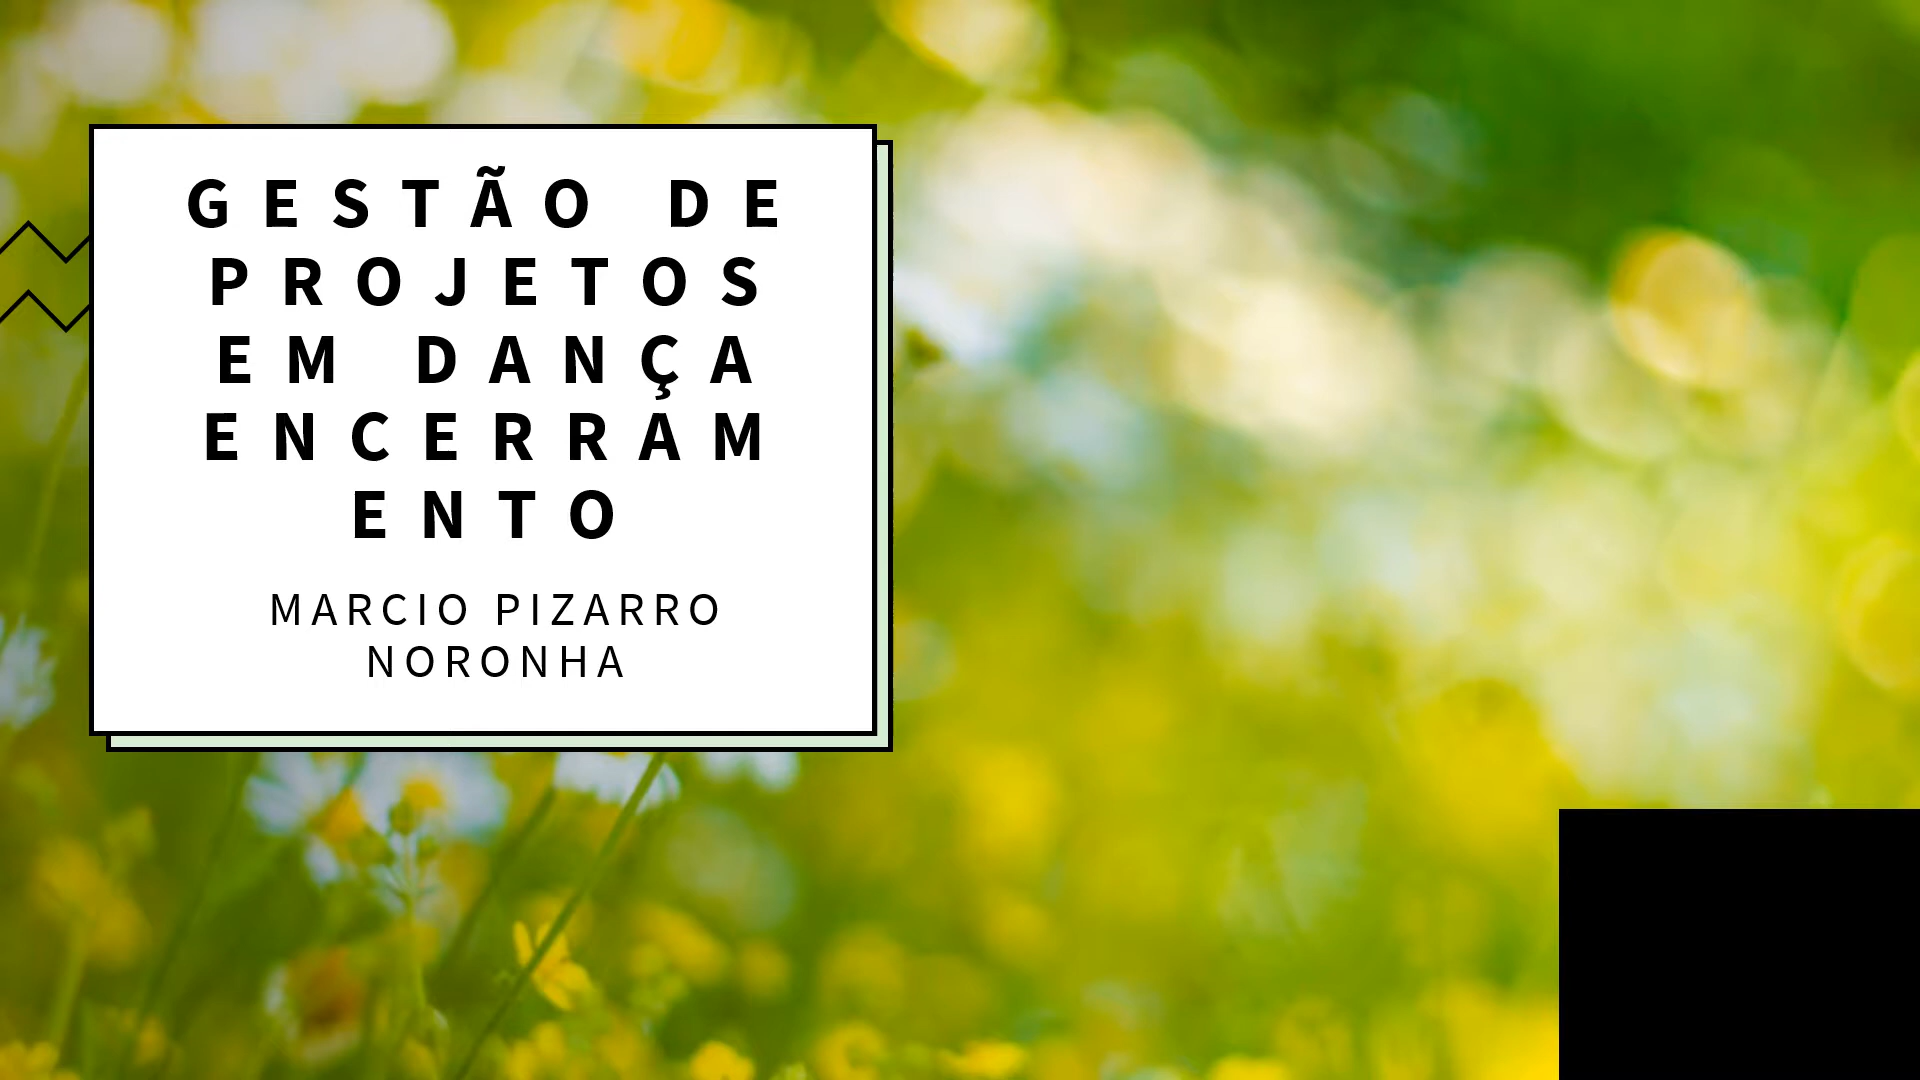 GESTÃO DE
PROJETOS
EM DANÇA
ENCERRAM
ENTO
MARCIO PIZARRO
NORONHA